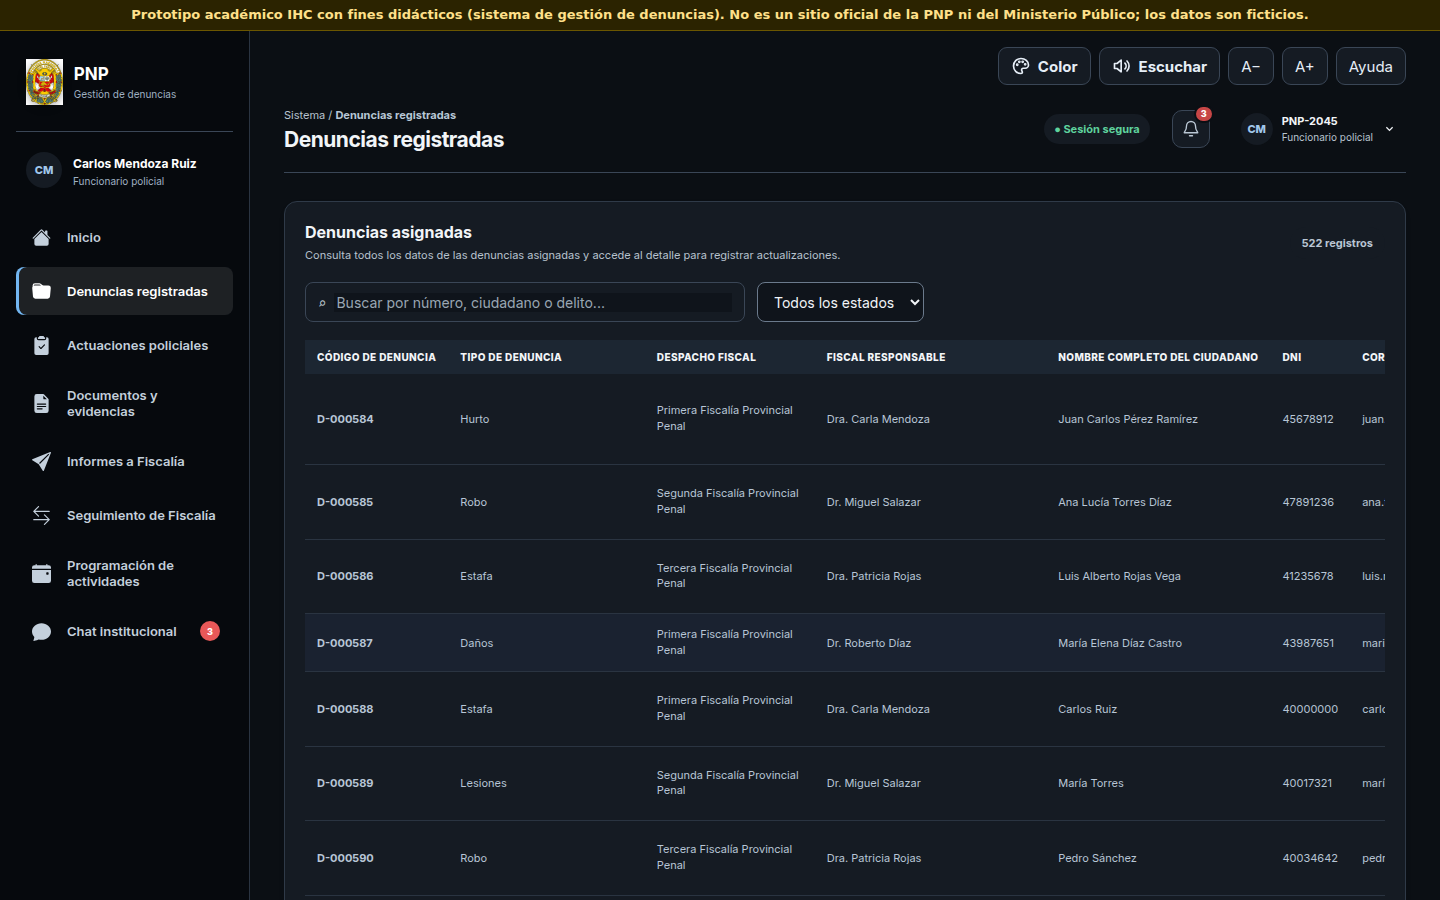 Prototipo académico IHC con fines didácticos (sistema de gestión de denuncias). No es un sitio oficial de la PNP ni del Ministerio Público; los datos son ficticios.
PNP
Gestión de denuncias
Carlos Mendoza Ruiz
CM
Funcionario policial
Inicio
Denuncias registradas
Actuaciones policiales
Documentos y
evidencias
Informes a Fiscalía
Seguimiento de Fiscalía
Programación de
actividades
Chat institucional 3
Color Escuchar A− A+ Ayuda
Sistema / Denuncias registradas
Denuncias registradas
Sesión segura
3
CM
PNP-2045
Funcionario policial
Denuncias asignadas
Consulta todos los datos de las denuncias asignadas y accede al detalle para registrar actualizaciones.
522 registros
Buscar por número, ciudadano o delito...
Todos los estados
CÓDIGO DE DENUNCIA TIPO DE DENUNCIA DESPACHO FISCAL FISCAL RESPONSABLE NOMBRE COMPLETO DEL CIUDADANO DNI COR
D-000584 Hurto Primera Fiscalía Provincial Penal Dra. Carla Mendoza Juan Carlos Pérez Ramírez 45678912 juan
D-000585 Robo Segunda Fiscalía Provincial Penal Dr. Miguel Salazar Ana Lucía Torres Díaz 47891236 ana.
D-000586 Estafa Tercera Fiscalía Provincial Penal Dra. Patricia Rojas Luis Alberto Rojas Vega 41235678 luis.
D-000587 Daños Primera Fiscalía Provincial Penal Dr. Roberto Díaz María Elena Díaz Castro 43987651 mari
D-000588 Estafa Primera Fiscalía Provincial Penal Dra. Carla Mendoza Carlos Ruiz 40000000 carlo
D-000589 Lesiones Segunda Fiscalía Provincial Penal Dr. Miguel Salazar María Torres 40017321 marí
D-000590 Robo Tercera Fiscalía Provincial Penal Dra. Patricia Rojas Pedro Sánchez 40034642 pedr